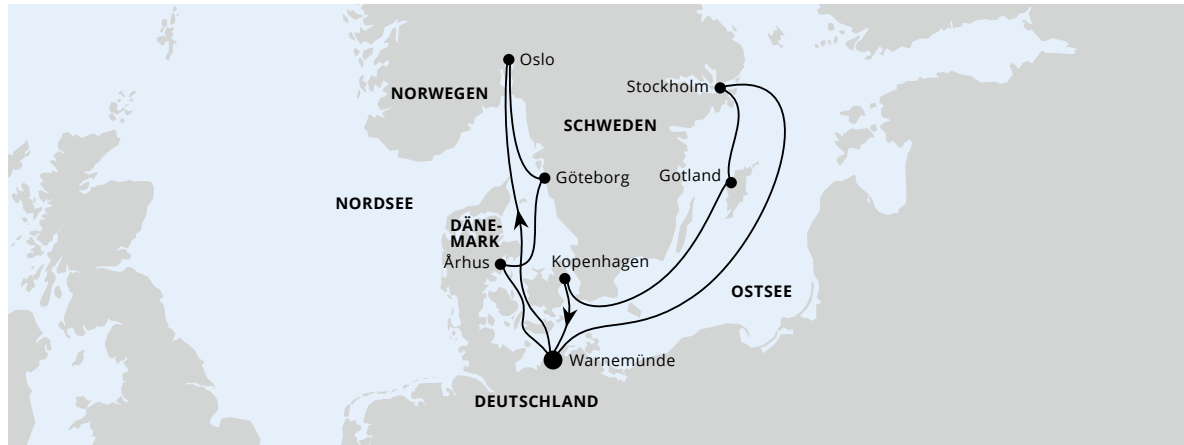 Oslo
NORWEGEN
Stockholm
SCHWEDEN
Göteborg
Gotland
NORDSEE
DÄNE-
MARK
Århus
Kopenhagen
OSTSEE
Warnemünde
DEUTSCHLAND